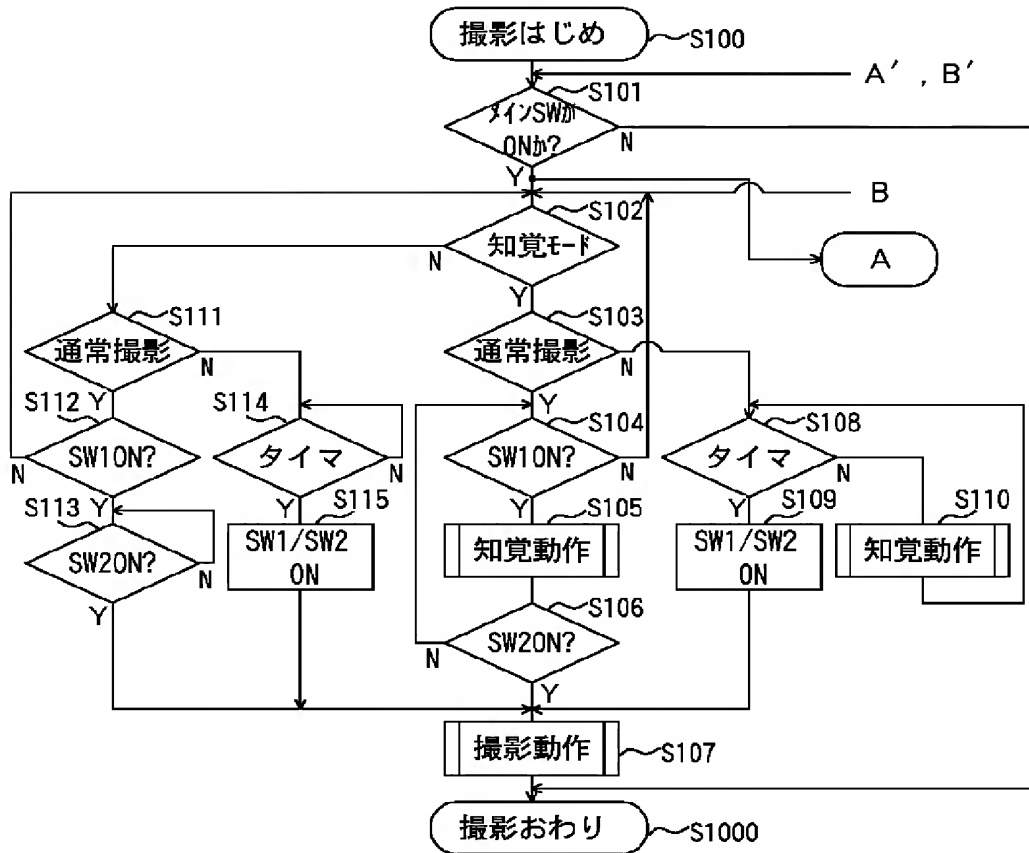 撮影はじめ
S100
A′ , B′
S101
メインSWが
ONか?
N
Y
B
S102
知覚モード
N
A
Y
S111
S103
通常撮影
N
通常撮影
N
S112
Y
S114
Y
S104
S108
SW1ON?
N
タイマ
N
SW1ON?
N
タイマ
N
Y
S113
Y
S115
Y
S105
Y
S109
S110
SW2ON?
N
SW1/SW2
ON
知覚動作
SW1/SW2
ON
知覚動作
Y
S106
SW2ON?
N
Y
撮影動作
S107
撮影おわり
S1000